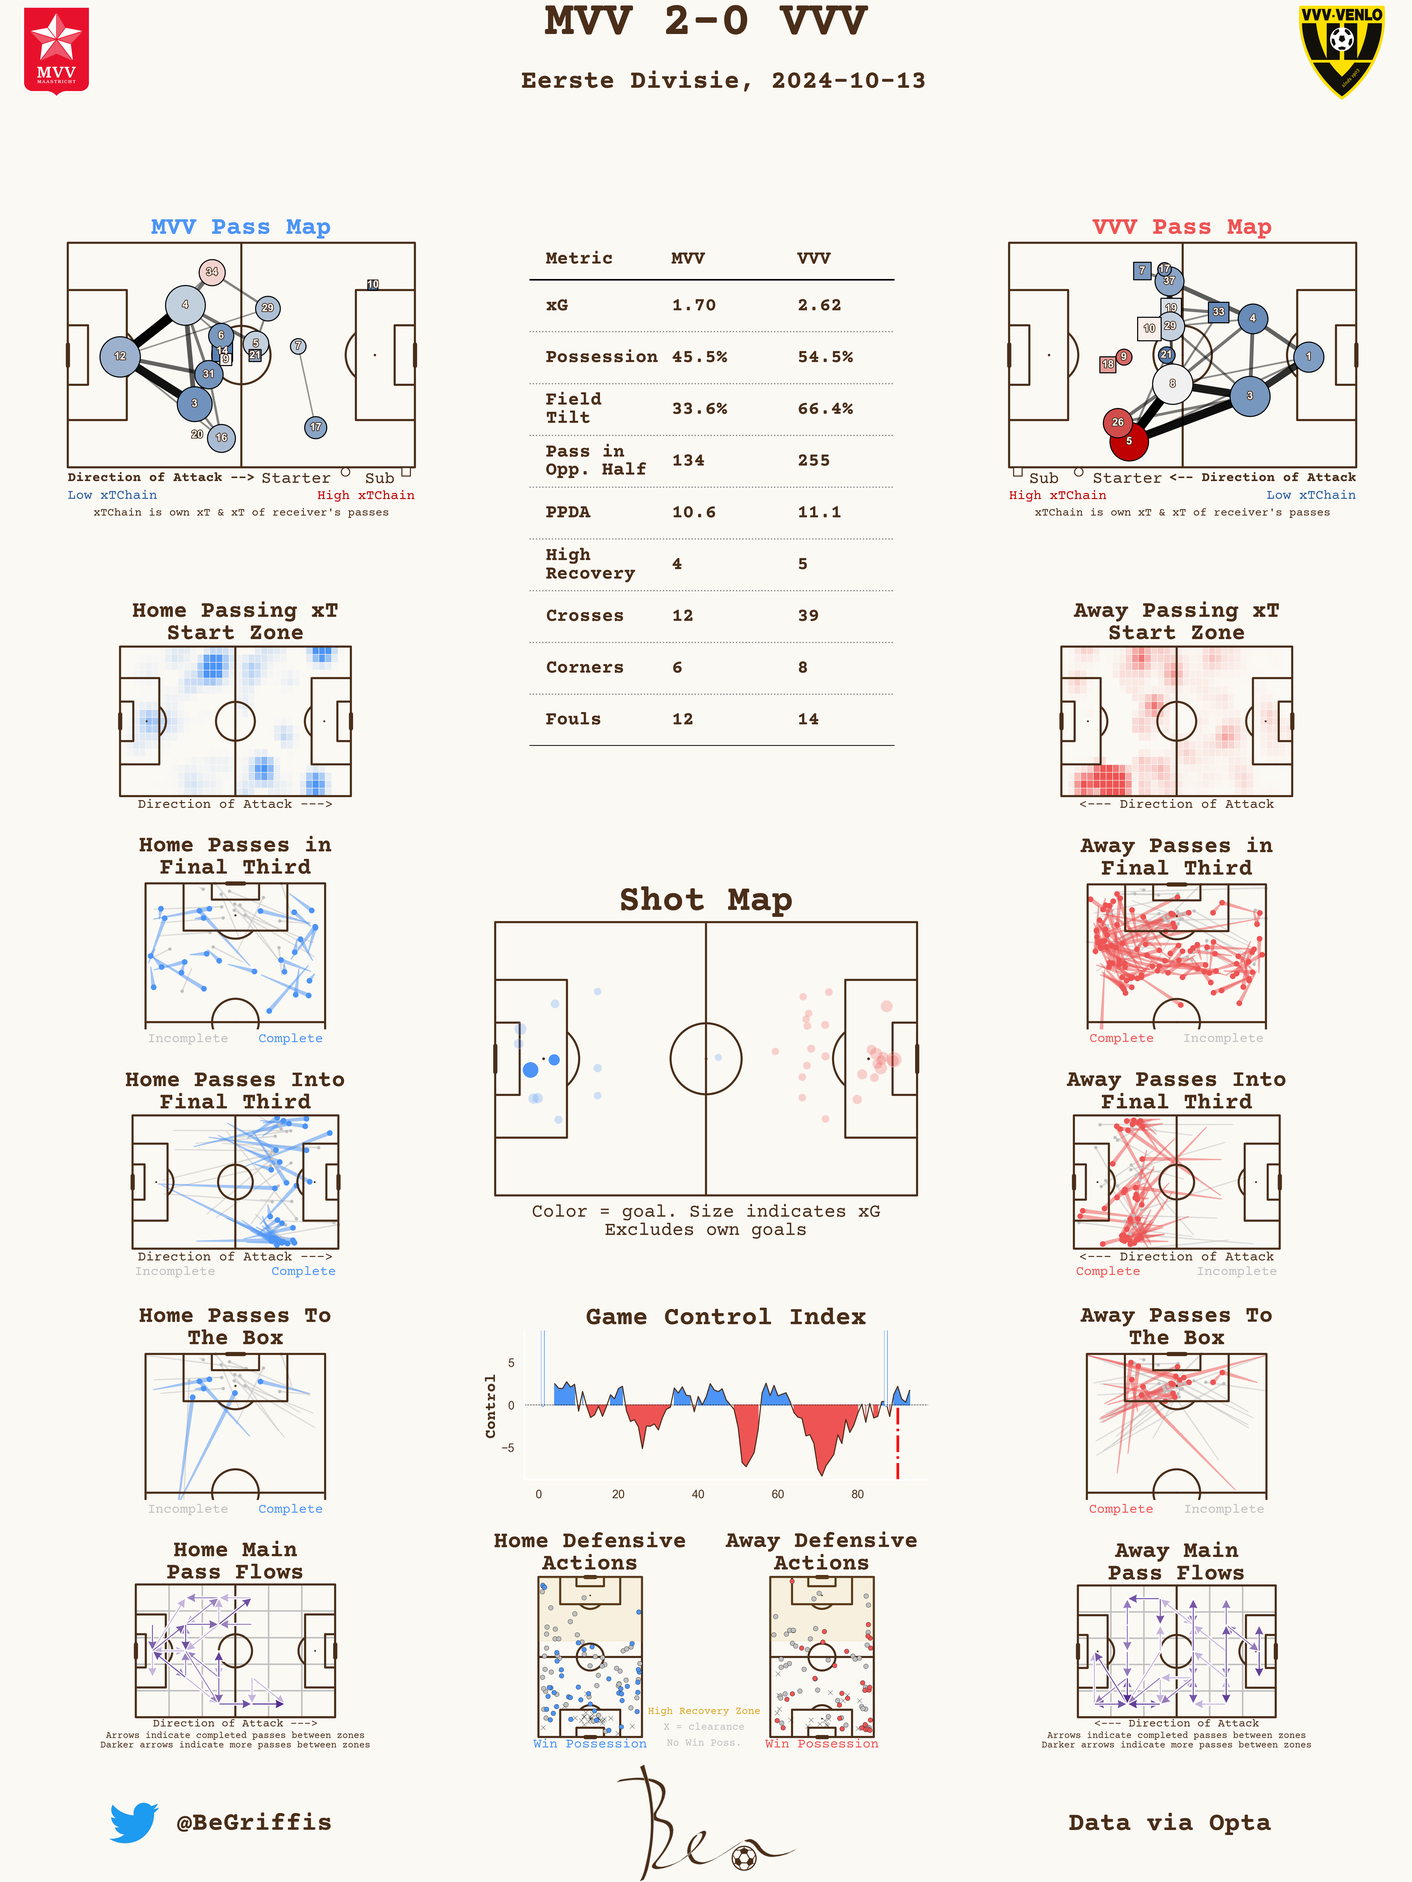 MVV 2-0 VVV
Eerste Divisie, 2024-10-13
MVV
MAASTRICHT
VVV-VENLO
MVV Pass Map
34
10
4
29
6
5
14
21
7
9
12
31
3
20
16
17
Direction of Attack --> Starter Sub
Low xTChain High xTChain
xTChain is own xT & xT of receiver's passes
Metric MVV VVV
xG 1.70 2.62
Possession 45.5% 54.5%
Field
Tilt 33.6% 66.4%
Pass in
Opp. Half 134 255
PPDA 10.6 11.1
High
Recovery 4 5
Crosses 12 39
Corners 6 8
Fouls 12 14
VVV Pass Map
7
17
37
19
33
10
29
4
21
18
9
1
8
3
26
5
Sub Starter <-- Direction of Attack
High xTChain Low xTChain
xTChain is own xT & xT of receiver's passes
Home Passing xT
Start Zone
Direction of Attack --->
Away Passing xT
Start Zone
<--- Direction of Attack
Home Passes in
Final Third
Incomplete Complete
Away Passes in
Final Third
Complete Incomplete
Shot Map
Color = goal. Size indicates xG
Excludes own goals
Home Passes Into
Final Third
Direction of Attack --->
Incomplete Complete
Away Passes Into
Final Third
<--- Direction of Attack
Complete Incomplete
Game Control Index
Control
5
0
−5
0 20 40 60 80
Home Passes To
The Box
Incomplete Complete
Away Passes To
The Box
Complete Incomplete
Home Main
Pass Flows
Direction of Attack --->
Arrows indicate completed passes between zones
Darker arrows indicate more passes between zones
Home Defensive
Actions
Win Possession
Away Defensive
Actions
Win Possession
High Recovery Zone
X = clearance
No Win Poss.
Away Main
Pass Flows
<--- Direction of Attack
Arrows indicate completed passes between zones
Darker arrows indicate more passes between zones
@BeGriffis
Data via Opta